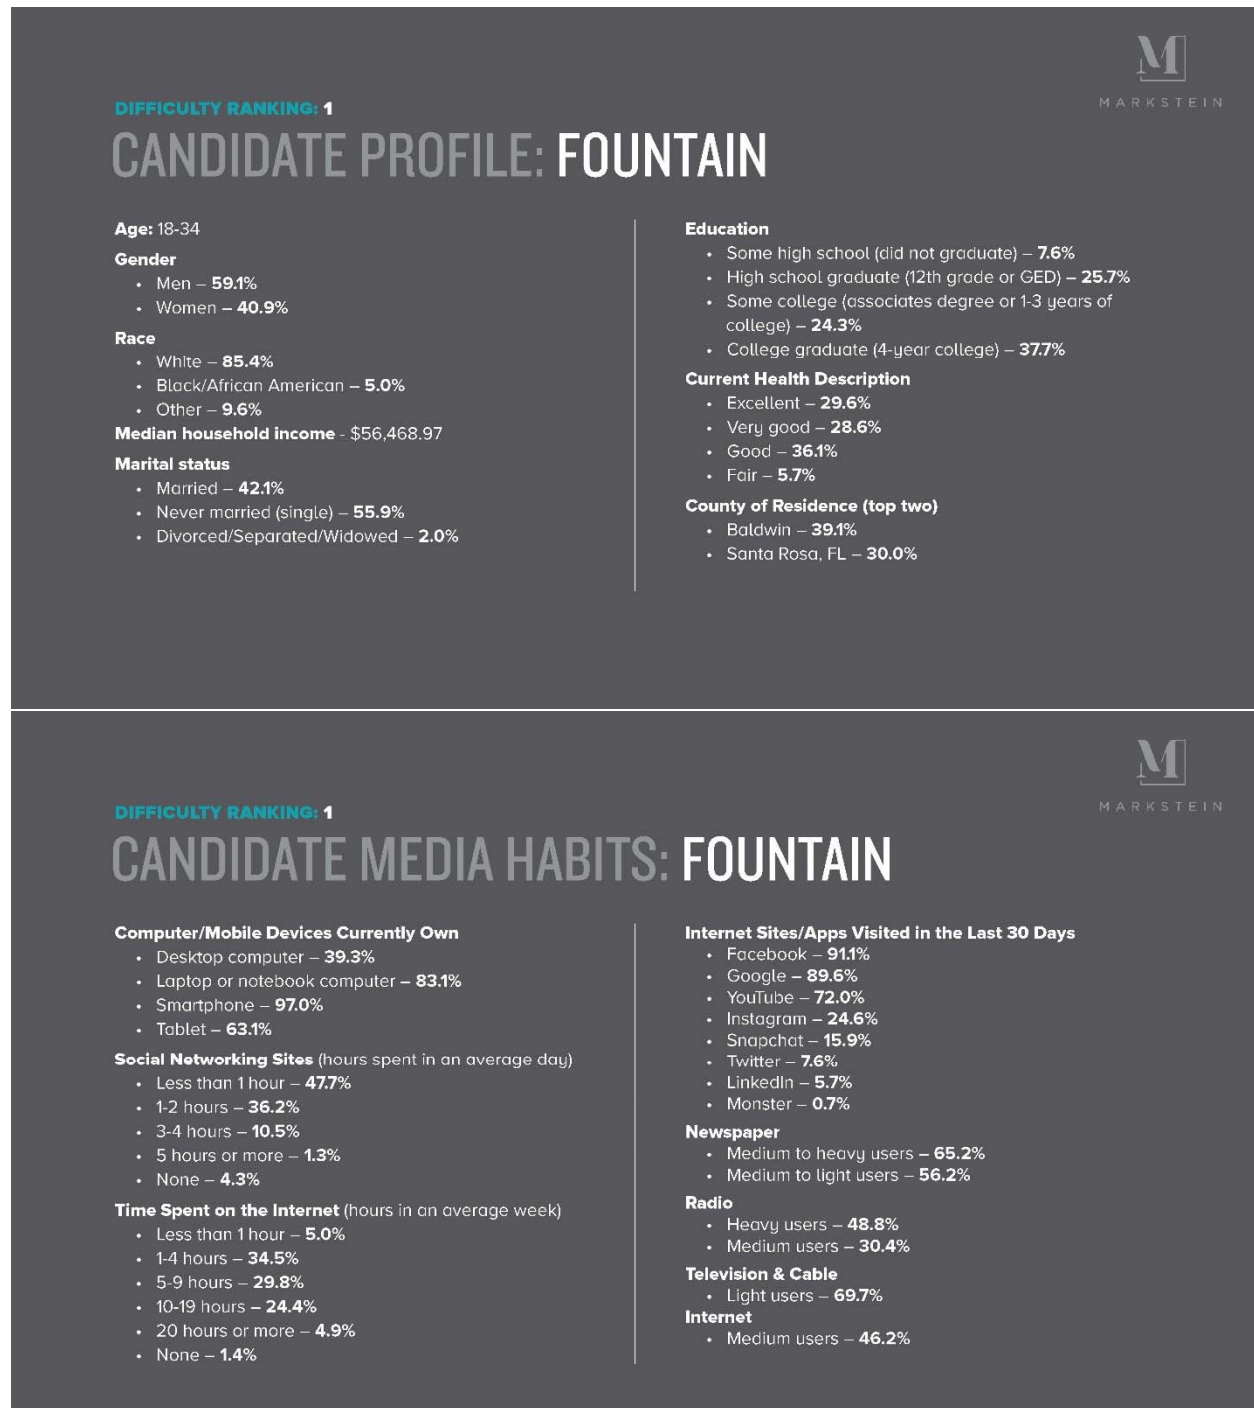 M
MARKSTEIN
DIFFICULTY RANKING: 1
CANDIDATE PROFILE: FOUNTAIN
Age: 18-34
Gender
• Men – 59.1%
• Women – 40.9%
Race
• White – 85.4%
• Black/African American – 5.0%
• Other – 9.6%
Median household income - $56,468.97
Marital status
• Married – 42.1%
• Never married (single) – 55.9%
• Divorced/Separated/Widowed – 2.0%
Education
• Some high school (did not graduate) – 7.6%
• High school graduate (12th grade or GED) – 25.7%
• Some college (associates degree or 1-3 years of
college) – 24.3%
• College graduate (4-year college) – 37.7%
Current Health Description
• Excellent – 29.6%
• Very good – 28.6%
• Good – 36.1%
• Fair – 5.7%
County of Residence (top two)
• Baldwin – 39.1%
• Santa Rosa, FL – 30.0%
M
MARKSTEIN
DIFFICULTY RANKING: 1
CANDIDATE MEDIA HABITS: FOUNTAIN
Computer/Mobile Devices Currently Own
• Desktop computer – 39.3%
• Laptop or notebook computer – 83.1%
• Smartphone – 97.0%
• Tablet – 63.1%
Social Networking Sites (hours spent in an average day)
• Less than 1 hour – 47.7%
• 1-2 hours – 36.2%
• 3-4 hours – 10.5%
• 5 hours or more – 1.3%
• None – 4.3%
Time Spent on the Internet (hours in an average week)
• Less than 1 hour – 5.0%
• 1-4 hours – 34.5%
• 5-9 hours – 29.8%
• 10-19 hours – 24.4%
• 20 hours or more – 4.9%
• None – 1.4%
Internet Sites/Apps Visited in the Last 30 Days
• Facebook – 91.1%
• Google – 89.6%
• YouTube – 72.0%
• Instagram – 24.6%
• Snapchat – 15.9%
• Twitter – 7.6%
• LinkedIn – 5.7%
• Monster – 0.7%
Newspaper
• Medium to heavy users – 65.2%
• Medium to light users – 56.2%
Radio
• Heavy users – 48.8%
• Medium users – 30.4%
Television & Cable
• Light users – 69.7%
Internet
• Medium users – 46.2%